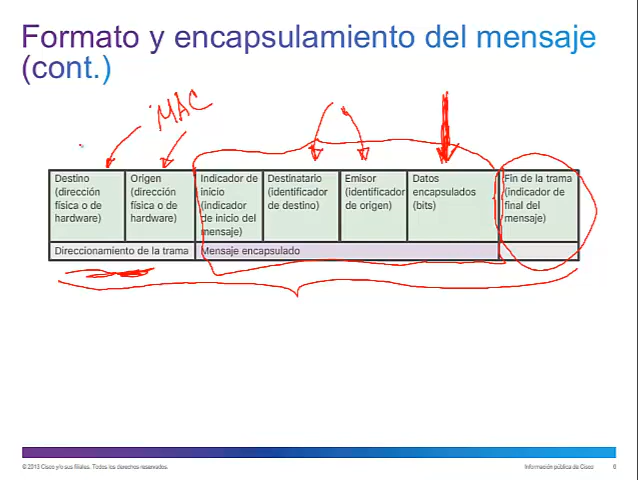 Formato y encapsulamiento del mensaje
(cont.)
MAC
Destino
(dirección
física o de
hardware)
Origen
(dirección
física o de
hardware)
Indicador de
inicio
(indicador
de inicio del
mensaje)
Destinatario
(identificador
de destino)
Emisor
(identificador
de origen)
Datos
encapsulados
(bits)
Fin de la trama
(indicador de
final del
mensaje)
Direccionamiento de la trama
Mensaje encapsulado
© 2013 Cisco y/o sus filiales. Todos los derechos reservados.
Información pública de Cisco
6